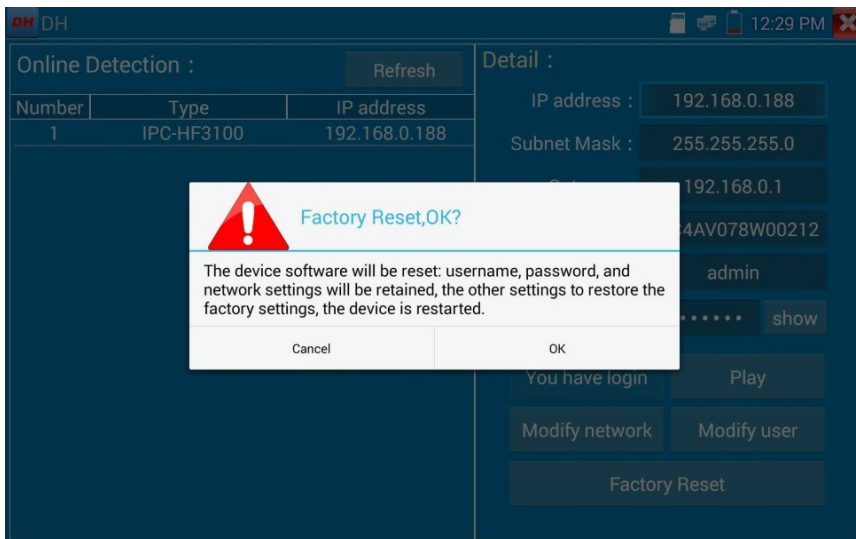 DH DH 12:29 PM
Online Detection : Refresh
Number Type IP address
1 IPC-HF3100 192.168.0.188
Detail :
IP address : 192.168.0.188
Subnet Mask : 255.255.255.0
192.168.0.1
4AV078W00212
admin
•••••• show
You have login Play
Modify network Modify user
Factory Reset
Factory Reset,OK?
The device software will be reset: username, password, and
network settings will be retained, the other settings to restore the
factory settings, the device is restarted.
Cancel OK